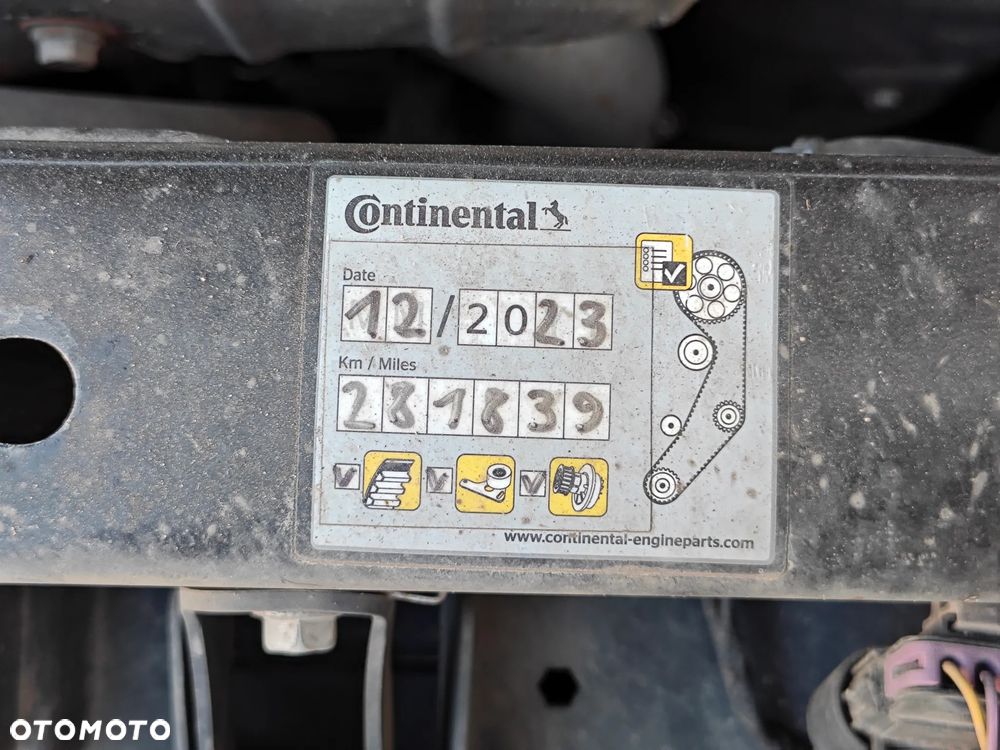 Continental
Date
12/2023
Km / Miles
281839
www.continental-engineparts.com
OTOMOTO